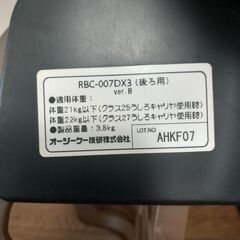 RBC-007DX3 (後ろ用)
ver.B
●適用体重:
体重21kg以下(クラス25うしろキャリヤ使用時)
体重22kg以下(クラス27うしろキャリヤ使用時)
●製品重量:3.8kg
オージーケー技研株式会社
LOT.NO
AHKF07